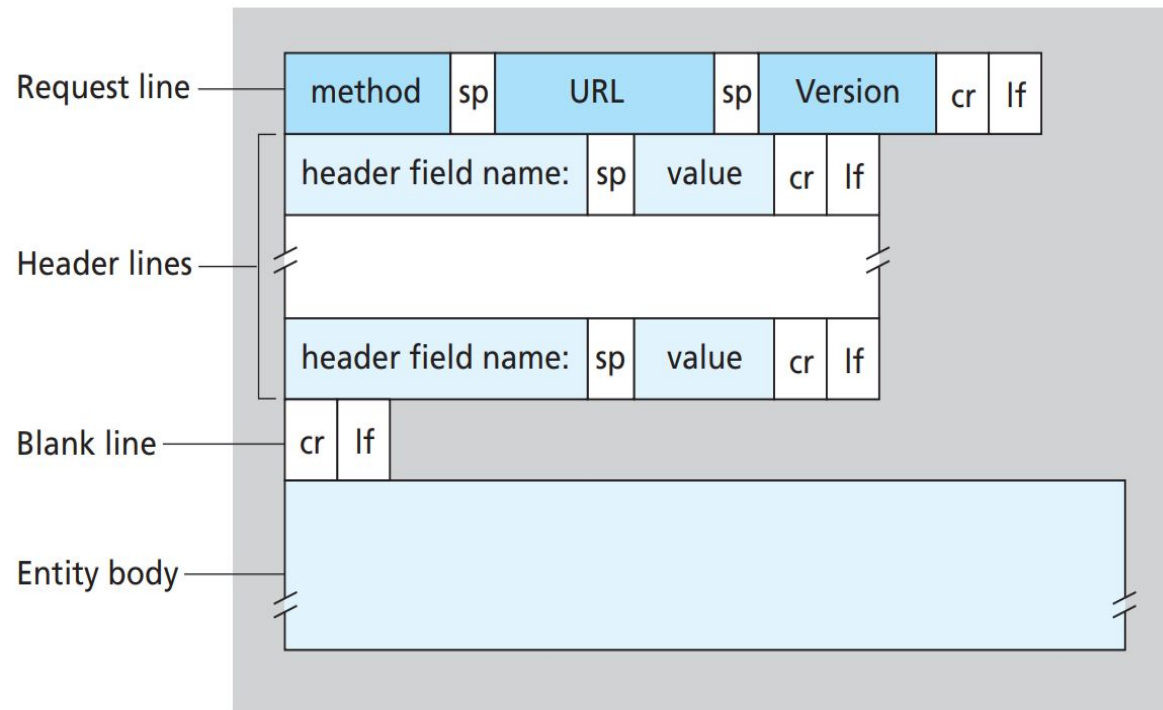 Request line method sp URL sp Version cr lf
header field name: sp value cr lf
Header lines
header field name: sp value cr lf
Blank line cr lf
Entity body